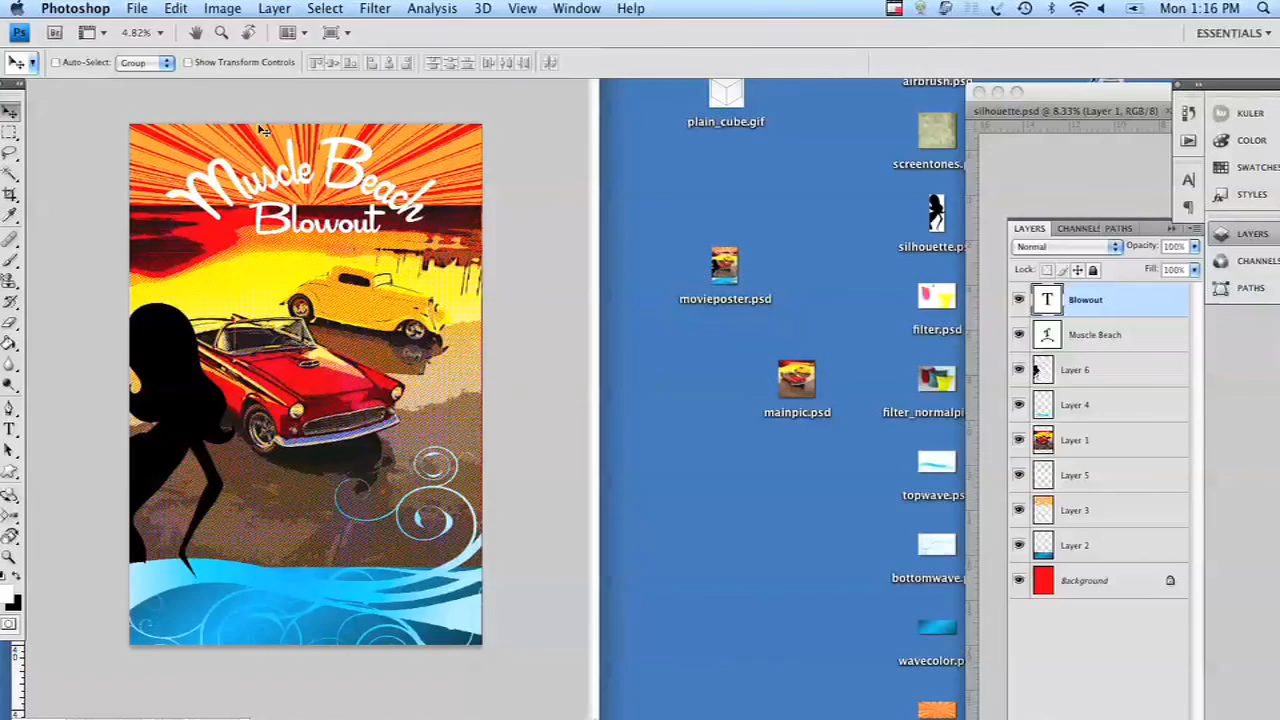 Photoshop File Edit Image Layer Select Filter Analysis 3D View Window Help Mon 1:16 PM
Ps Br 4.82% ESSENTIALS
Auto-Select: Group Show Transform Controls
airbrush.psd
plain_cube.gif
silhouette.psd @ 8.33% (Layer 1, RGB/8)
KULER
COLOR
SWATCHES
STYLES
LAYERS
CHANNELS
PATHS
screentones.p
silhouette.ps
movieposter.psd
filter.psd
mainpic.psd
filter_normalpi
topwave.ps
bottomwave.p
wavecolor.p
LAYERS CHANNELS PATHS
Normal Opacity: 100%
Lock: Fill: 100%
T Blowout
Muscle Beach
Layer 6
Layer 4
Layer 1
Layer 5
Layer 3
Layer 2
Background
Muscle Beach
Blowout